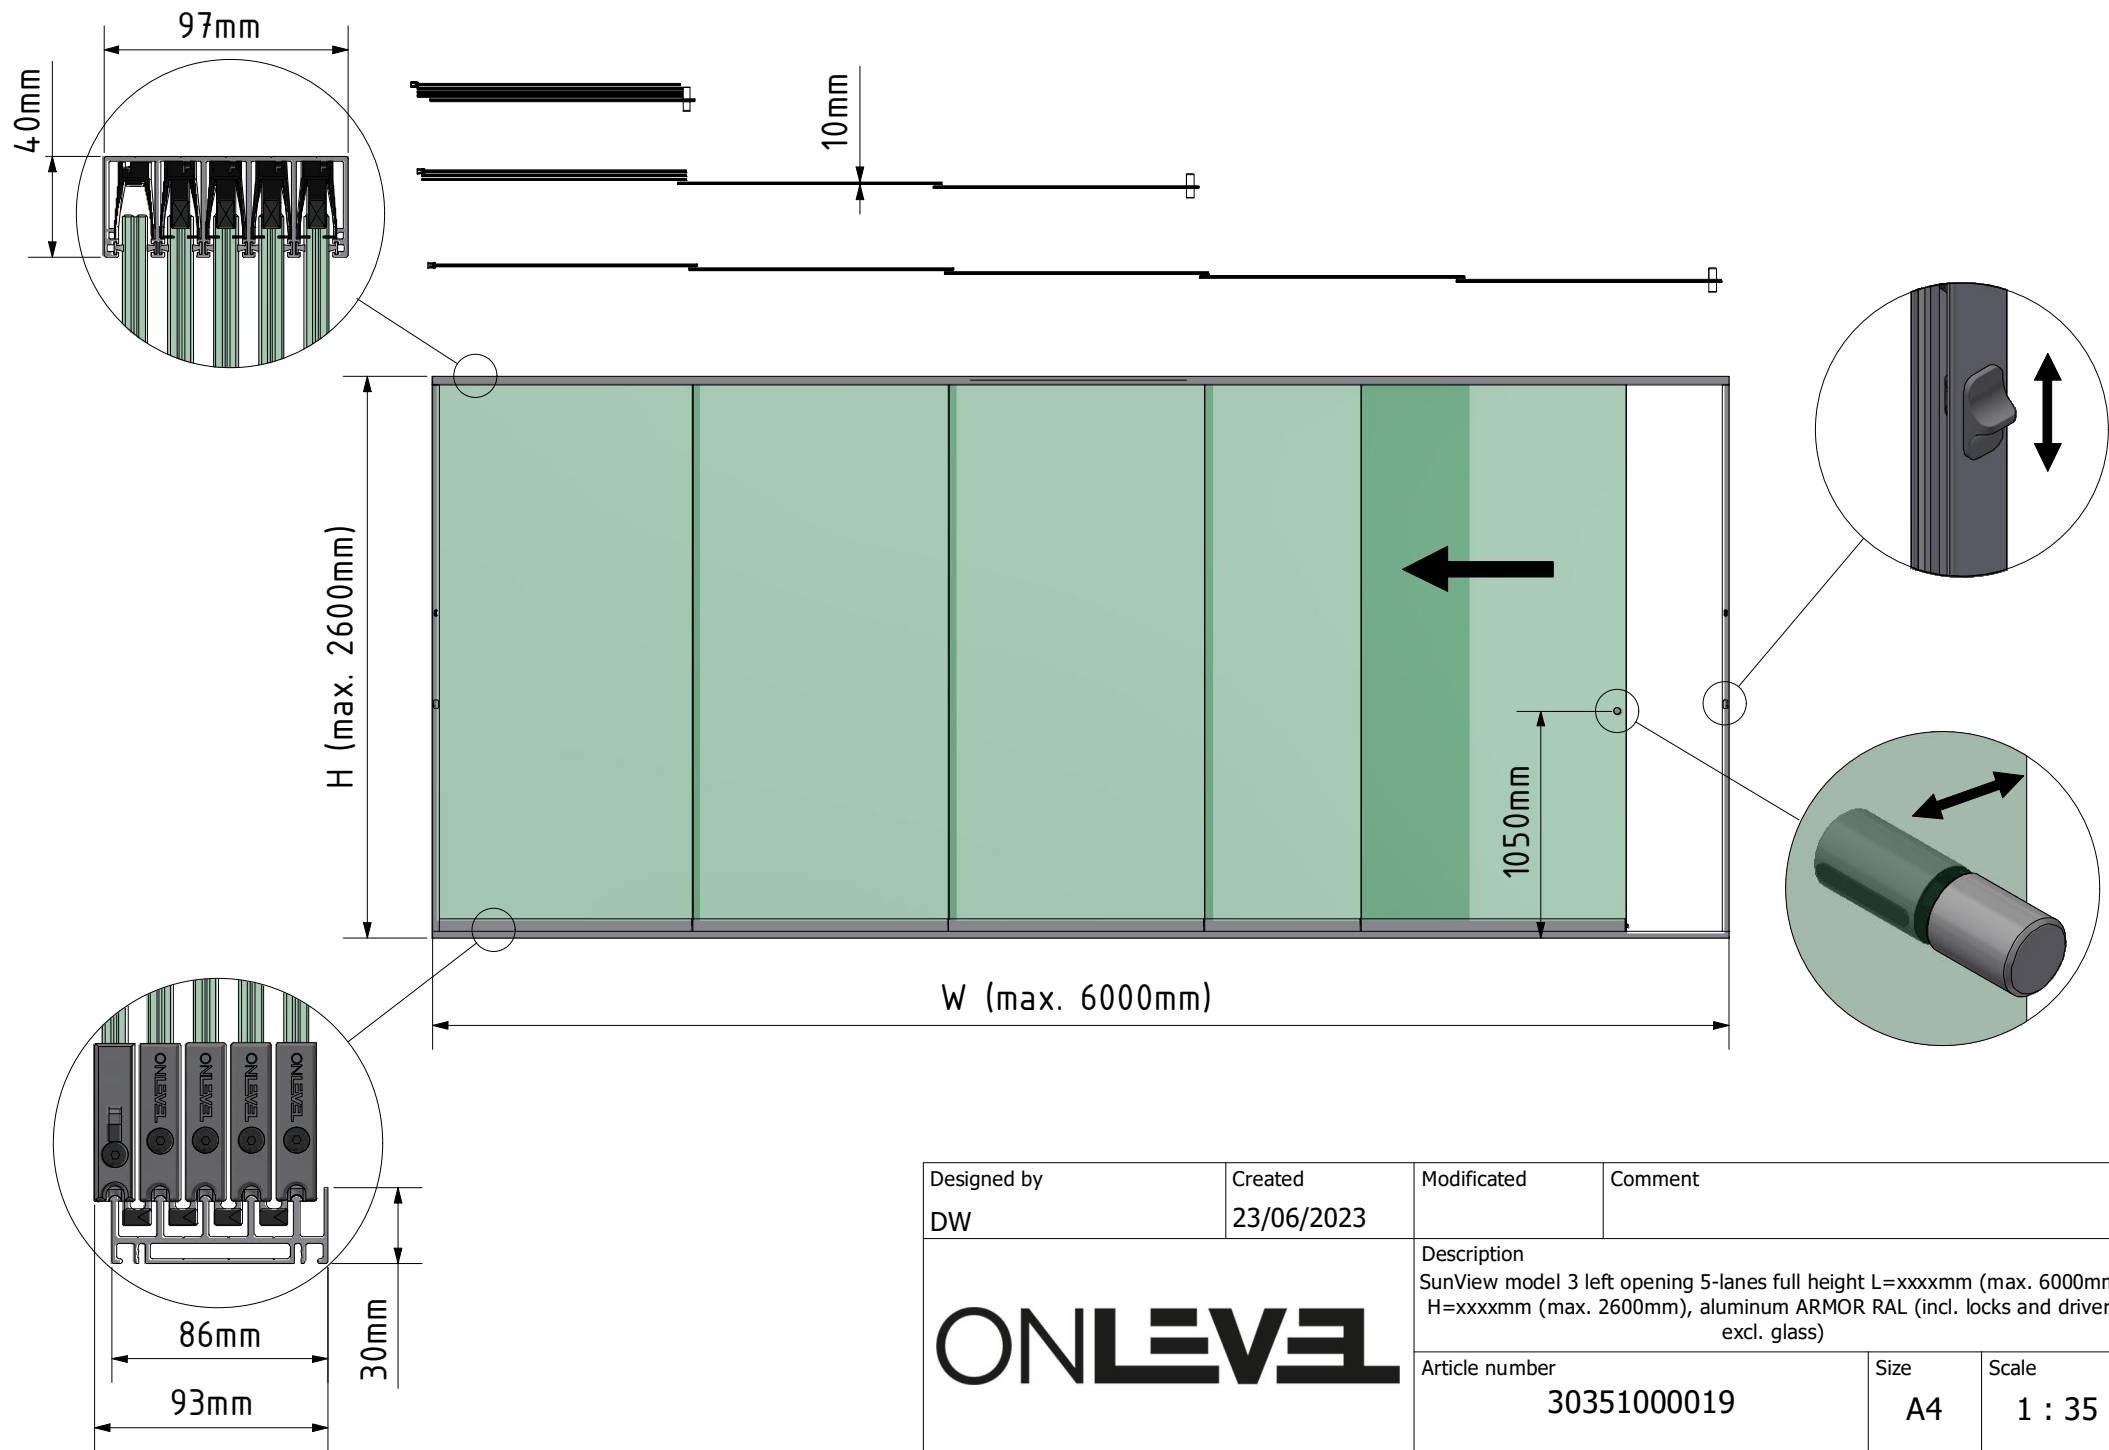 97mm
40mm
10mm
H (max. 2600mm)
1050mm
W (max. 6000mm)
ONLEVEL
ONLEVEL
ONLEVEL
ONLEVEL
86mm
93mm
30mm
Designed by
DW
Created
23/06/2023
Modificated
Comment
ONLEVEL
Description
SunView model 3 left opening 5-lanes full height L=xxxxmm (max. 6000mm
H=xxxxmm (max. 2600mm), aluminum ARMOR RAL (incl. locks and driver
excl. glass)
Article number
30351000019
Size
A4
Scale
1 : 35